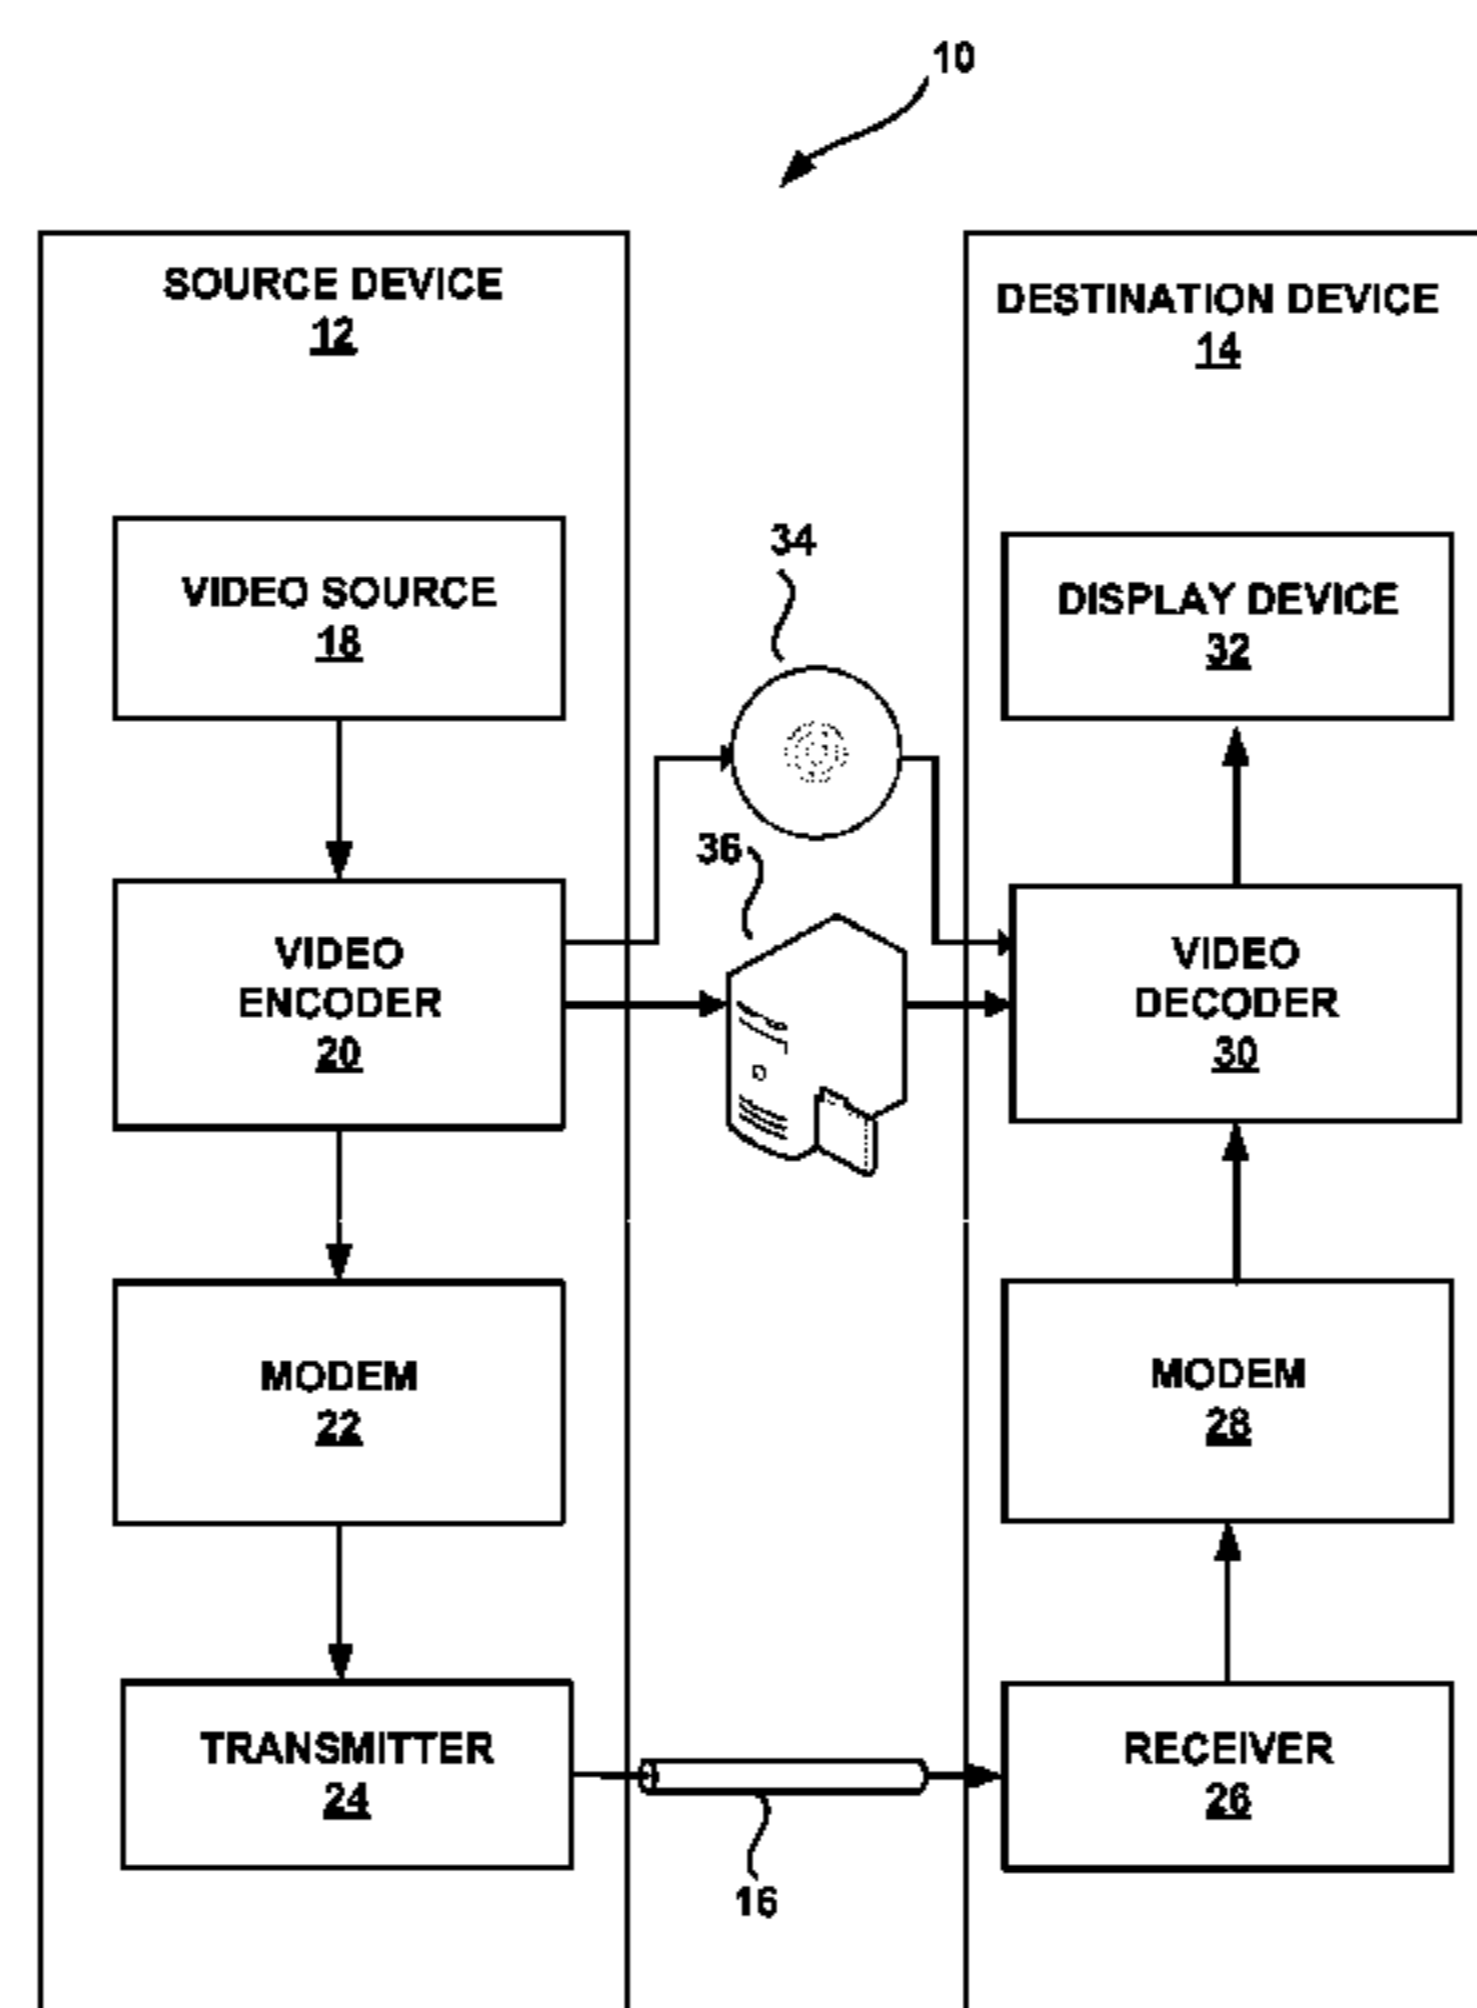 10
SOURCE DEVICE
12
VIDEO SOURCE
18
VIDEO
ENCODER
20
MODEM
22
TRANSMITTER
24
34
36
16
DESTINATION DEVICE
14
DISPLAY DEVICE
32
VIDEO
DECODER
30
MODEM
28
RECEIVER
26